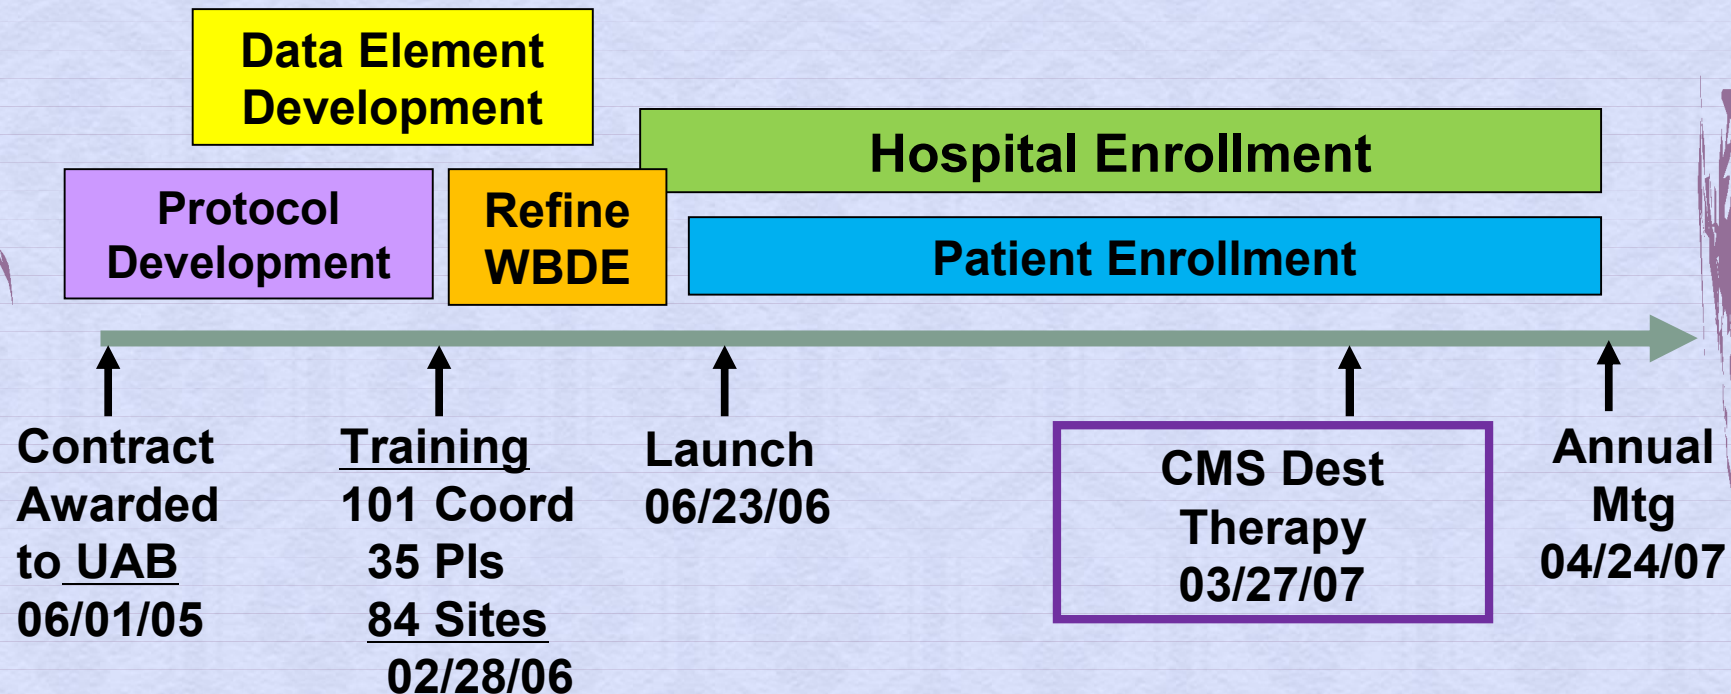 Data Element
Development
Hospital Enrollment
Protocol
Development
Refine
WBDE
Patient Enrollment
Contract
Awarded
to UAB
06/01/05
Training
101 Coord
35 PIs
84 Sites
02/28/06
Launch
06/23/06
CMS Dest
Therapy
03/27/07
Annual
Mtg
04/24/07